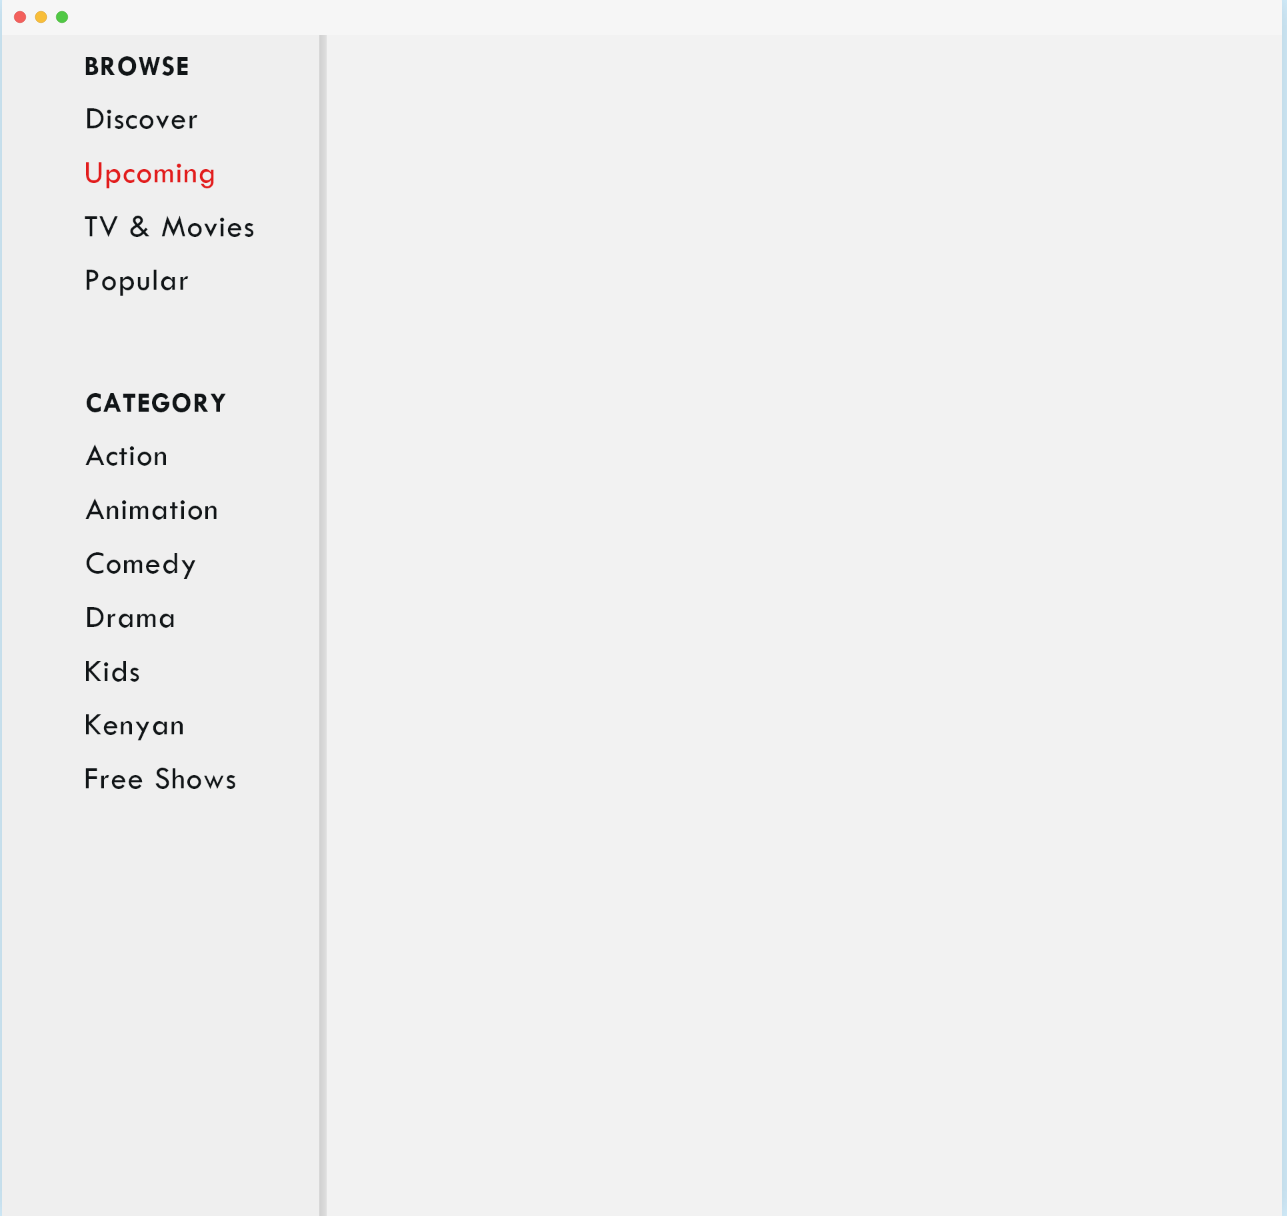 BROWSE
Discover
Upcoming
TV & Movies
Popular
CATEGORY
Action
Animation
Comedy
Drama
Kids
Kenyan
Free Shows